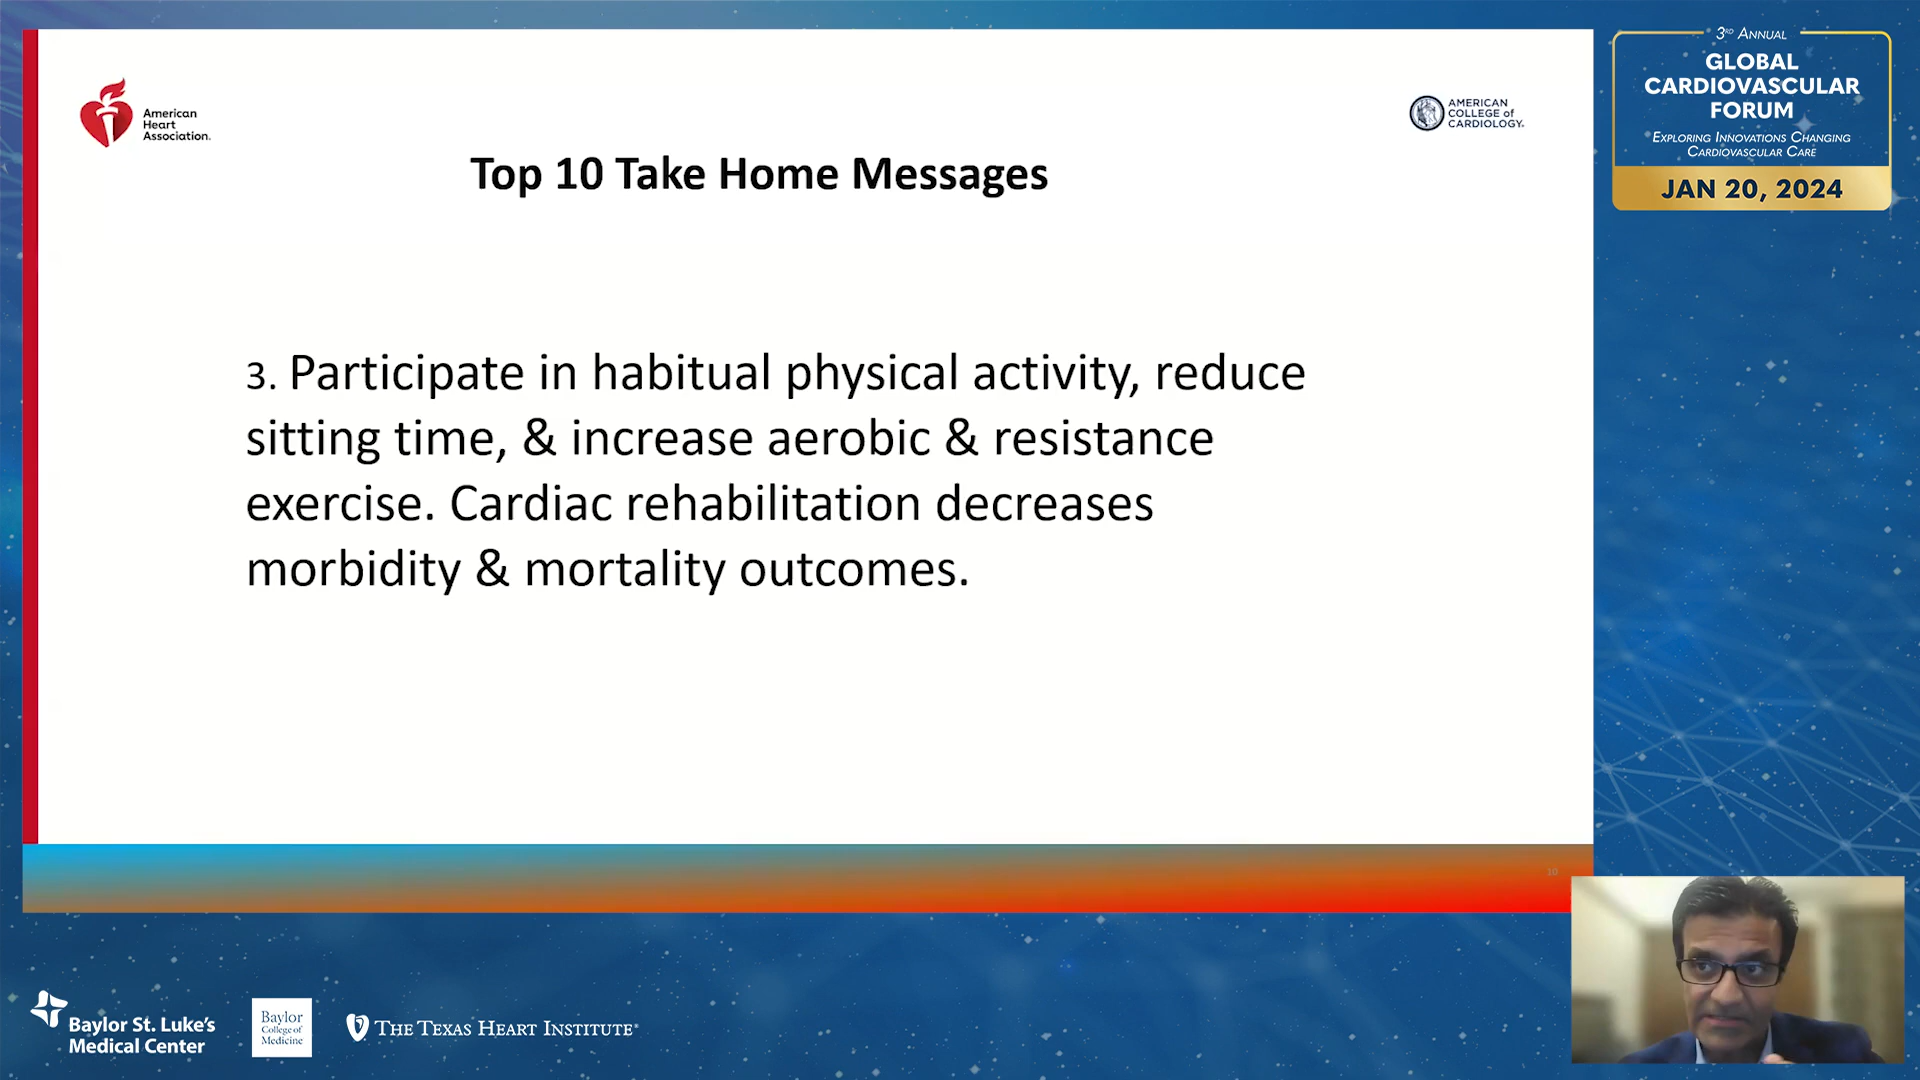 American
Heart
Association.
AMERICAN
COLLEGE of
CARDIOLOGY.
Top 10 Take Home Messages
3. Participate in habitual physical activity, reduce
sitting time, & increase aerobic & resistance
exercise. Cardiac rehabilitation decreases
morbidity & mortality outcomes.
10
3RD ANNUAL
GLOBAL
CARDIOVASCULAR
FORUM
EXPLORING INNOVATIONS CHANGING
CARDIOVASCULAR CARE
JAN 20, 2024
Baylor St. Luke's
Medical Center
Baylor
College of
Medicine
THE TEXAS HEART INSTITUTE®